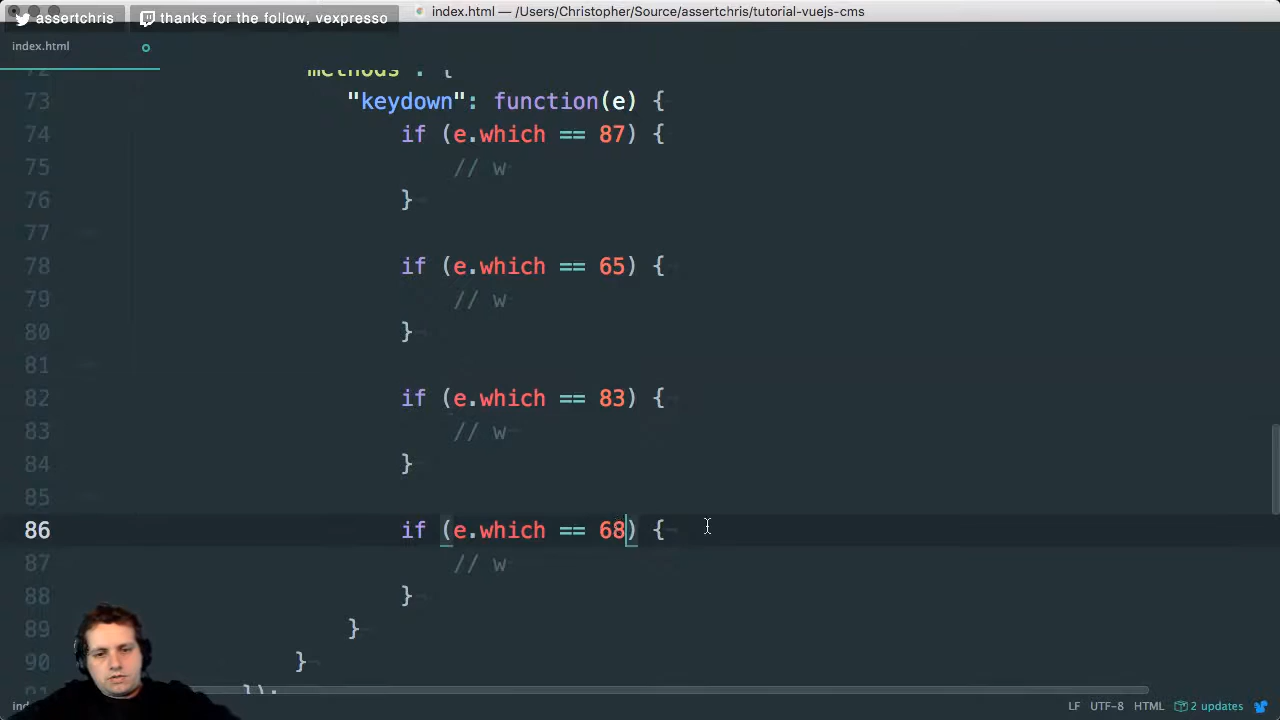 assertchris
thanks for the follow, vexpresso
index.html — /Users/Christopher/Source/assertchris/tutorial-vuejs-cms
index.html
72 "methods": {
73 "keydown": function(e) {
74 if (e.which == 87) {
75 // w
76 }
77
78 if (e.which == 65) {
79 // w
80 }
81
82 if (e.which == 83) {
83 // w
84 }
85
86 if (e.which == 68) {
87 // w
88 }
89 }
90 }
91 });
LF UTF-8 HTML 2 updates